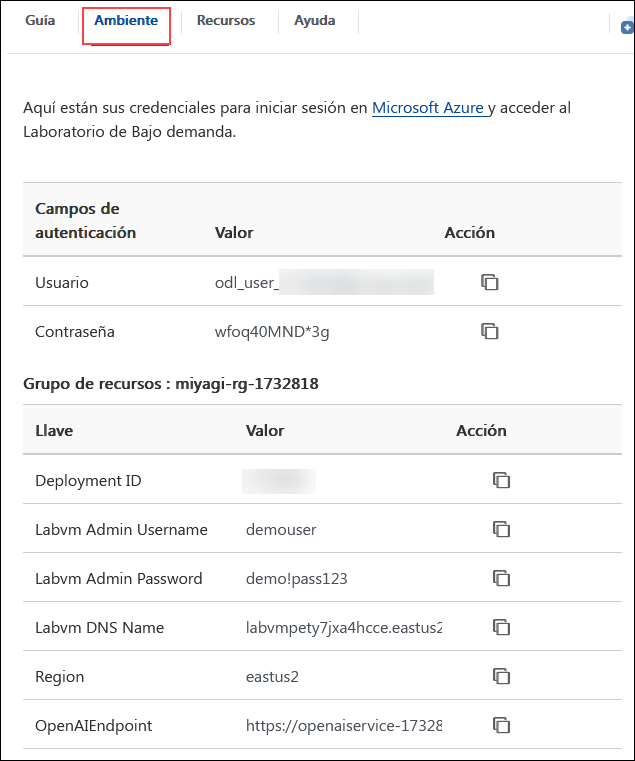 Guía Ambiente Recursos Ayuda
Aquí están sus credenciales para iniciar sesión en Microsoft Azure y acceder al
Laboratorio de Bajo demanda.
Campos de
autenticación Valor Acción
Usuario odl_user_
Contraseña wfoq40MND*3g
Grupo de recursos : miyagi-rg-1732818
Llave Valor Acción
Deployment ID
Labvm Admin Username demouser
Labvm Admin Password demo!pass123
Labvm DNS Name labvmpety7jxa4hcce.eastus2
Region eastus2
OpenAIEndpoint https://openaiservice-17328